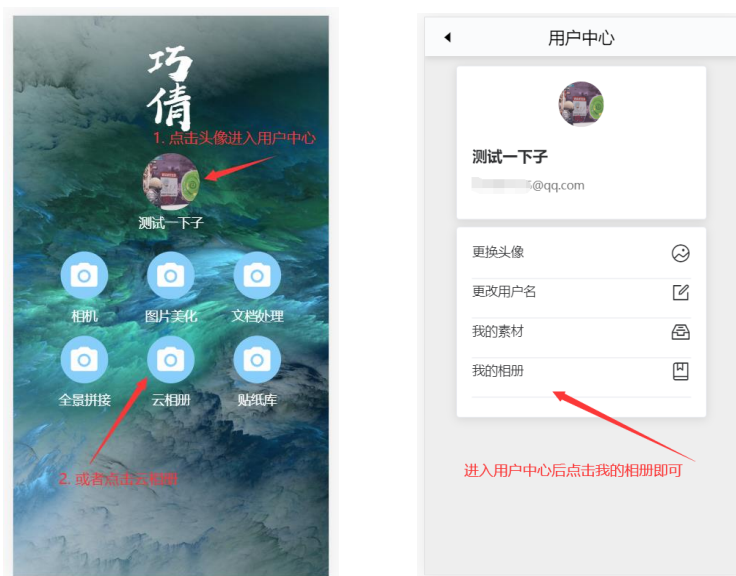 巧
倩
1. 点击头像进入用户中心
测试一下子
相机
图片美化
文档处理
全景拼接
云相册
贴纸库
2. 或者点击云相册
用户中心
测试一下子
@qq.com
更换头像
更改用户名
我的素材
我的相册
进入用户中心后点击我的相册即可